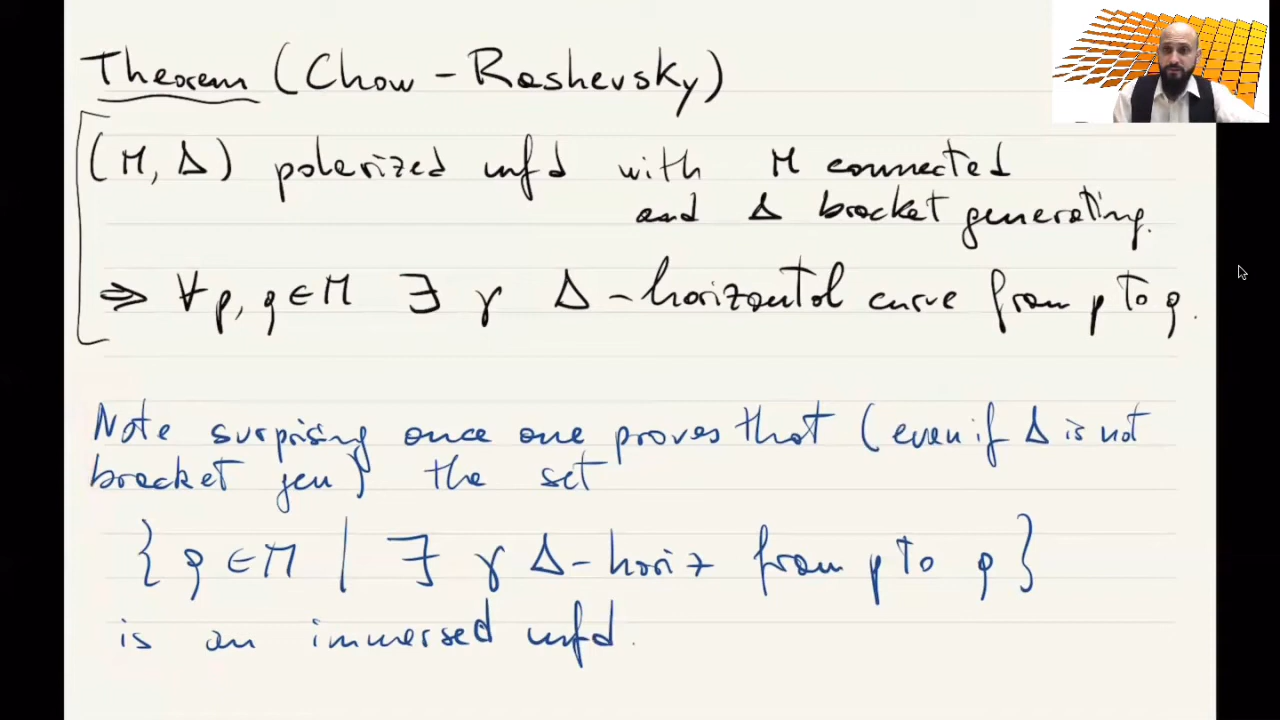 Theorem (Chow - Rashevsky)
(M, Δ) polarized mfd with M connected
and Δ bracket generating.
⇒ ∀ p, q ∈ M ∃ γ Δ-horizontal curve from p to q.
Note surprising once one proves that (even if Δ is not
bracket gen) the set
{ q ∈ M | ∃ γ Δ-horiz from p to q }
is an immersed mfd.